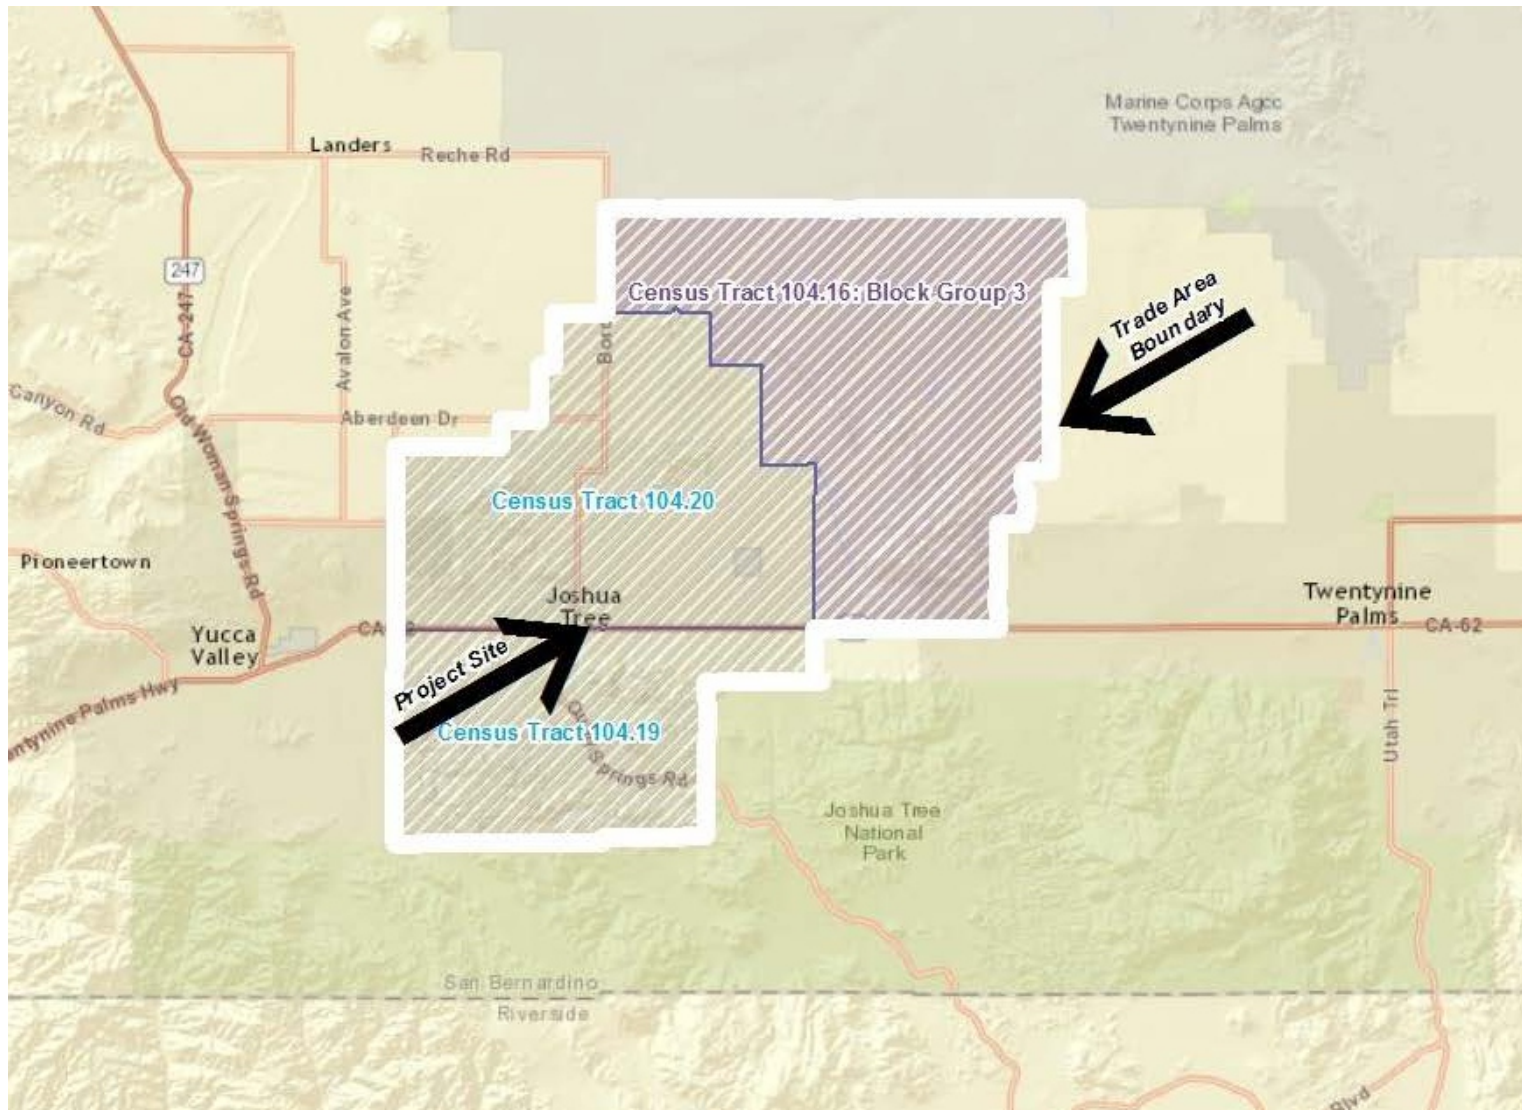 Marine Corps Agcc
Twentynine Palms
Landers
Reche Rd
247
CA-247
Census Tract 104.16: Block Group 3
Trade Area
Boundary
Avalon Ave
Canyon Rd
Aberdeen Dr
Old Woman Springs Rd
Census Tract 104.20
Pioneertown
Joshua
Tree
Twentynine
Palms
CA-62
Yucca
Valley
CA-
Project Site
Census Tract 104.19
Springs Rd
Palms Hwy
Utah Trl
Joshua Tree
National
Park
San Bernardino
Riverside
Blvd